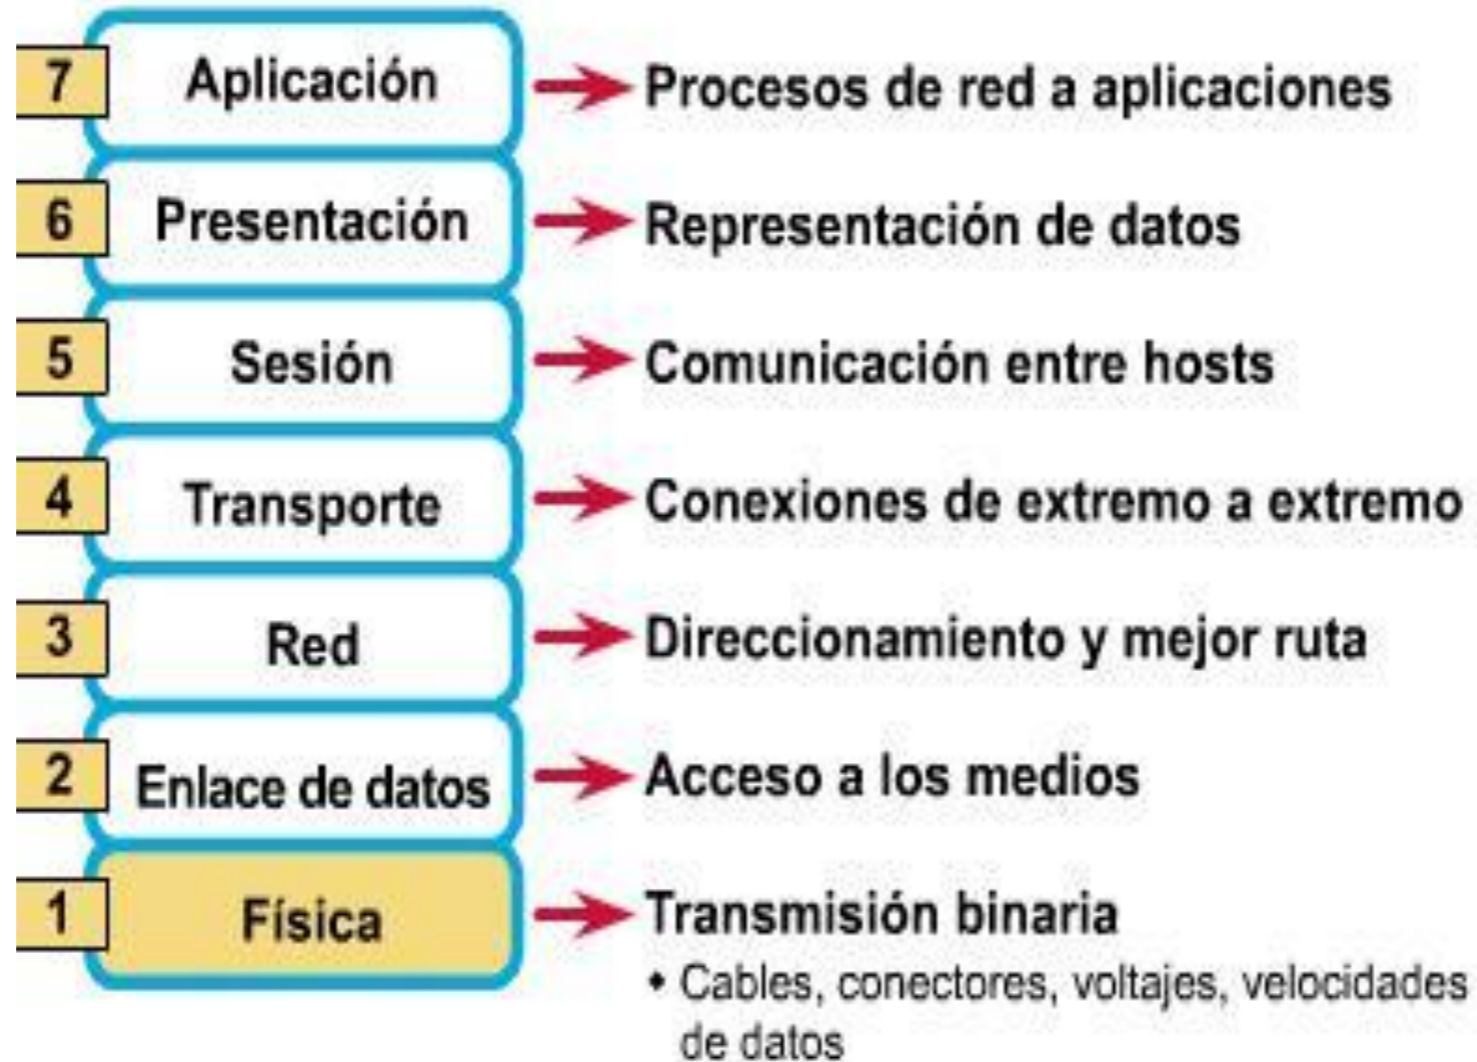 7 Aplicación Procesos de red a aplicaciones
6 Presentación Representación de datos
5 Sesión Comunicación entre hosts
4 Transporte Conexiones de extremo a extremo
3 Red Direccionamiento y mejor ruta
2 Enlace de datos Acceso a los medios
1 Física Transmisión binaria
• Cables, conectores, voltajes, velocidades
de datos